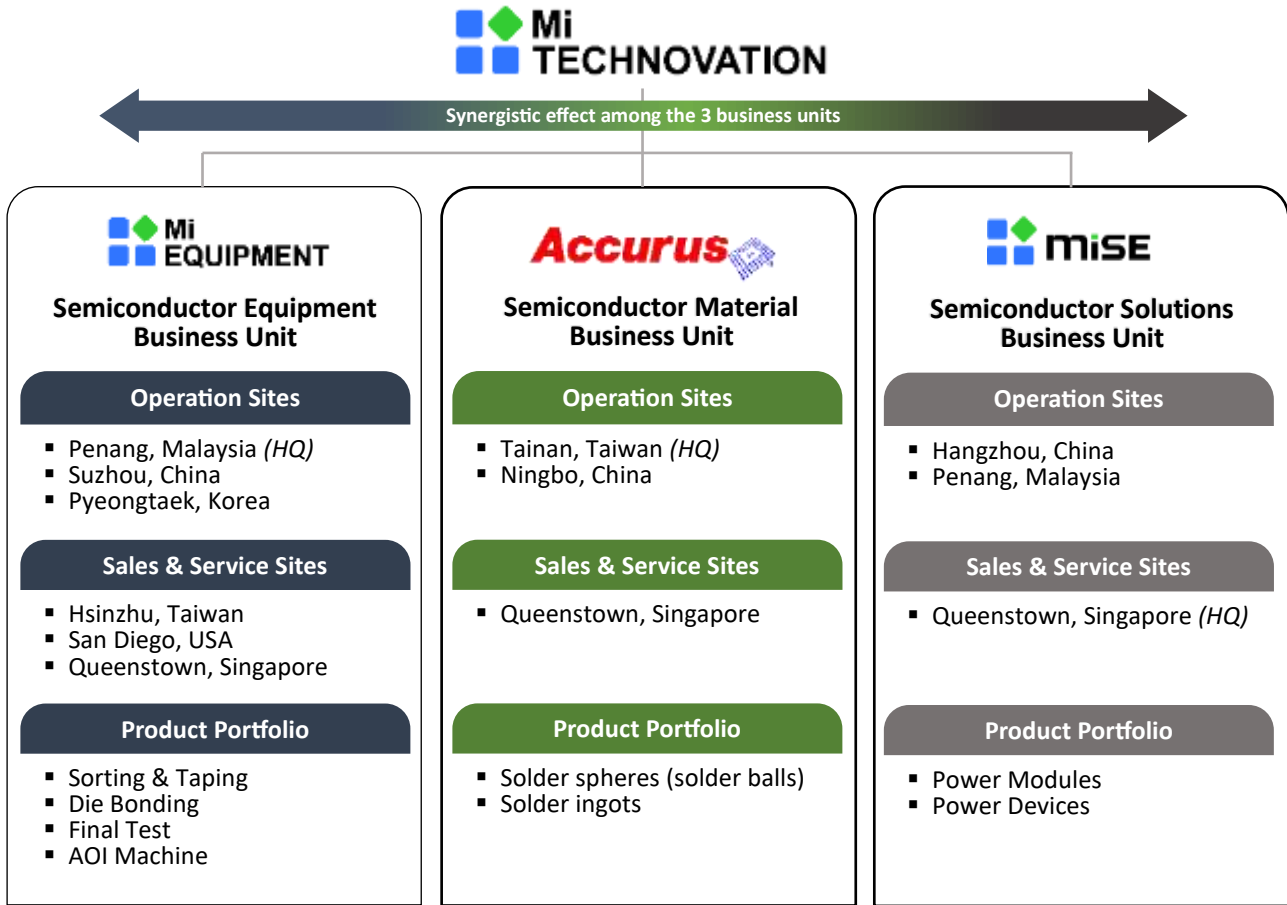 Mi
TECHNOVATION
Synergistic effect among the 3 business units
Mi
EQUIPMENT
Semiconductor Equipment
Business Unit
Operation Sites
▪ Penang, Malaysia (HQ)
▪ Suzhou, China
▪ Pyeongtaek, Korea
Sales & Service Sites
▪ Hsinzhu, Taiwan
▪ San Diego, USA
▪ Queenstown, Singapore
Product Portfolio
▪ Sorting & Taping
▪ Die Bonding
▪ Final Test
▪ AOI Machine
Accurus
Semiconductor Material
Business Unit
Operation Sites
▪ Tainan, Taiwan (HQ)
▪ Ningbo, China
Sales & Service Sites
▪ Queenstown, Singapore
Product Portfolio
▪ Solder spheres (solder balls)
▪ Solder ingots
miSE
Semiconductor Solutions
Business Unit
Operation Sites
▪ Hangzhou, China
▪ Penang, Malaysia
Sales & Service Sites
▪ Queenstown, Singapore (HQ)
Product Portfolio
▪ Power Modules
▪ Power Devices